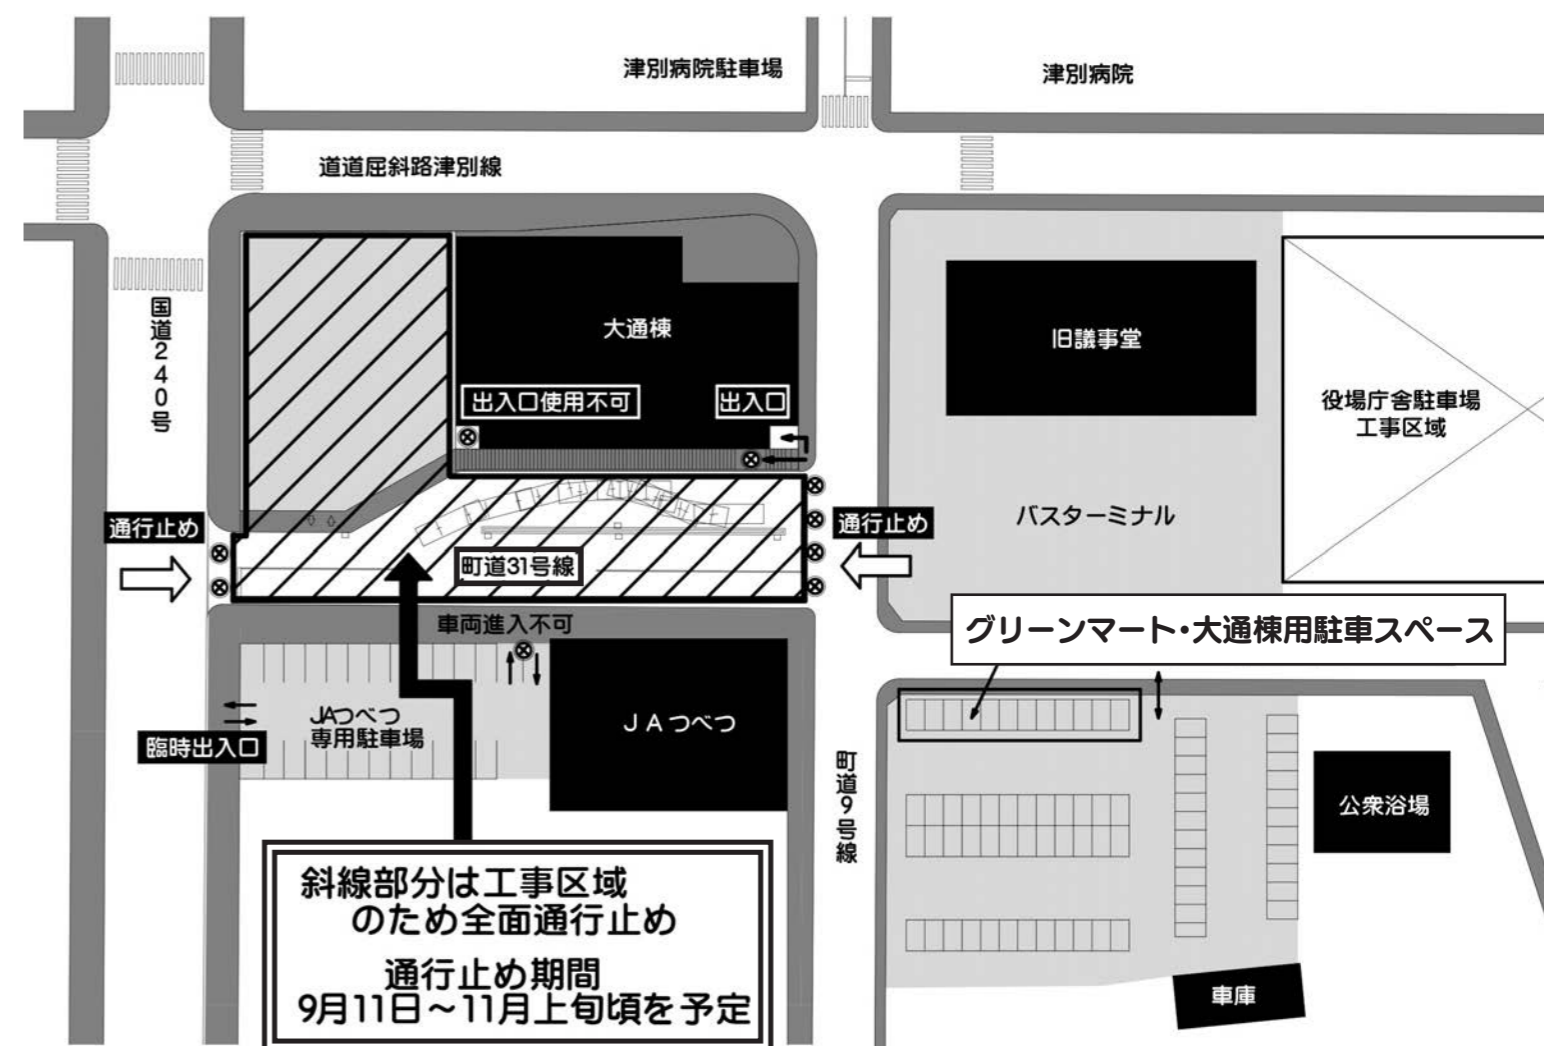 津別病院駐車場
津別病院
道道屈斜路津別線
国道240号
大通棟
出入口使用不可
出入口
旧議事堂
役場庁舎駐車場
工事区域
通行止め
通行止め
バスターミナル
町道31号線
グリーンマート・大通棟用駐車スペース
車両進入不可
JAつべつ
専用駐車場
JAつべつ
臨時出入口
町道9号線
公衆浴場
車庫
斜線部分は工事区域
のため全面通行止め
通行止め期間
9月11日～11月上旬頃を予定